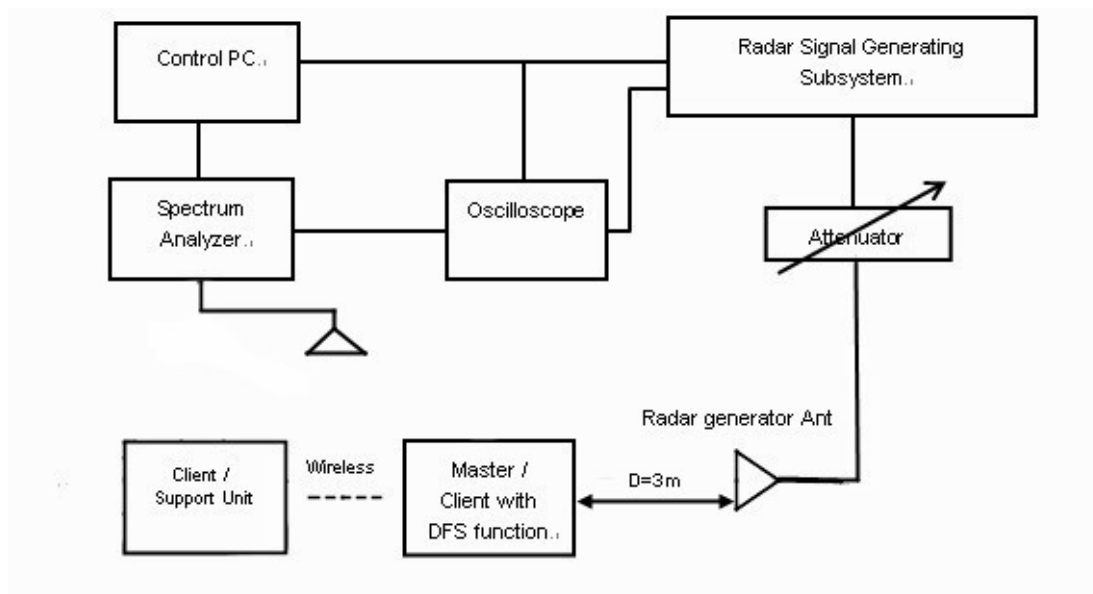 Control PC.
Radar Signal Generating
Subsystem.
Spectrum
Analyzer.
Oscilloscope
Attenuator
Radar generator Ant
Client /
Support Unit
Wireless
Master /
Client with
DFS function.
D=3m